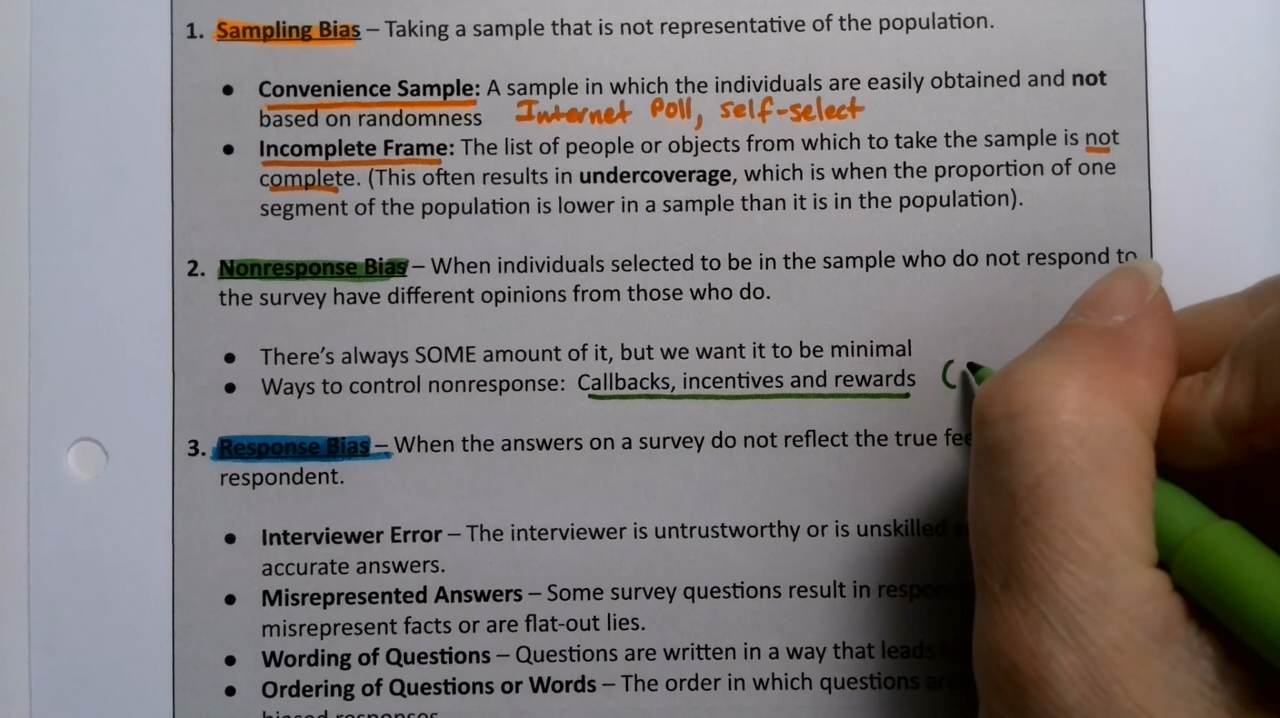 1. Sampling Bias – Taking a sample that is not representative of the population.
● Convenience Sample: A sample in which the individuals are easily obtained and not
based on randomness Internet Poll, self-select
● Incomplete Frame: The list of people or objects from which to take the sample is not
complete. (This often results in undercoverage, which is when the proportion of one
segment of the population is lower in a sample than it is in the population).
2. Nonresponse Bias – When individuals selected to be in the sample who do not respond to
the survey have different opinions from those who do.
● There's always SOME amount of it, but we want it to be minimal
● Ways to control nonresponse: Callbacks, incentives and rewards (
3. Response Bias – When the answers on a survey do not reflect the true
respondent.
● Interviewer Error – The interviewer is untrustworthy or is unskilled
accurate answers.
● Misrepresented Answers – Some survey questions result in
misrepresent facts or are flat-out lies.
● Wording of Questions – Questions are written in a way that leads
● Ordering of Questions or Words – The order in which questions
biased responses